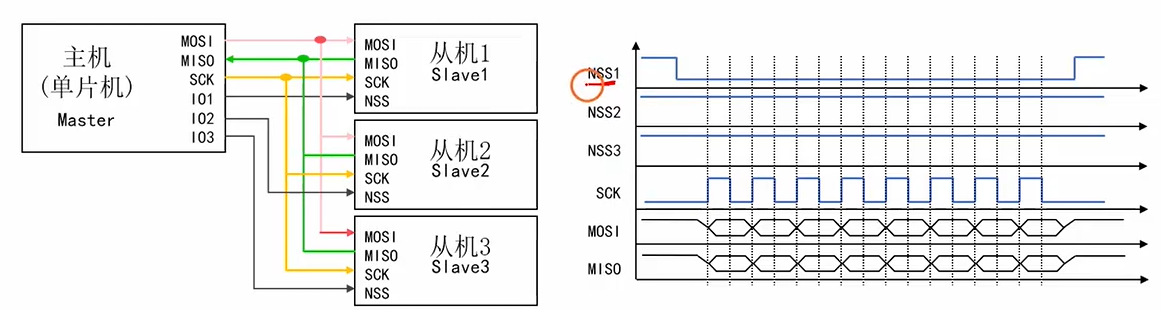 主机
(单片机)
Master
MOSI
MISO
SCK
IO1
IO2
IO3
MOSI
MISO
SCK
NSS
从机1
Slave1
MOSI
MISO
SCK
NSS
从机2
Slave2
MOSI
MISO
SCK
NSS
从机3
Slave3
NSS1
NSS2
NSS3
SCK
MOSI
MISO